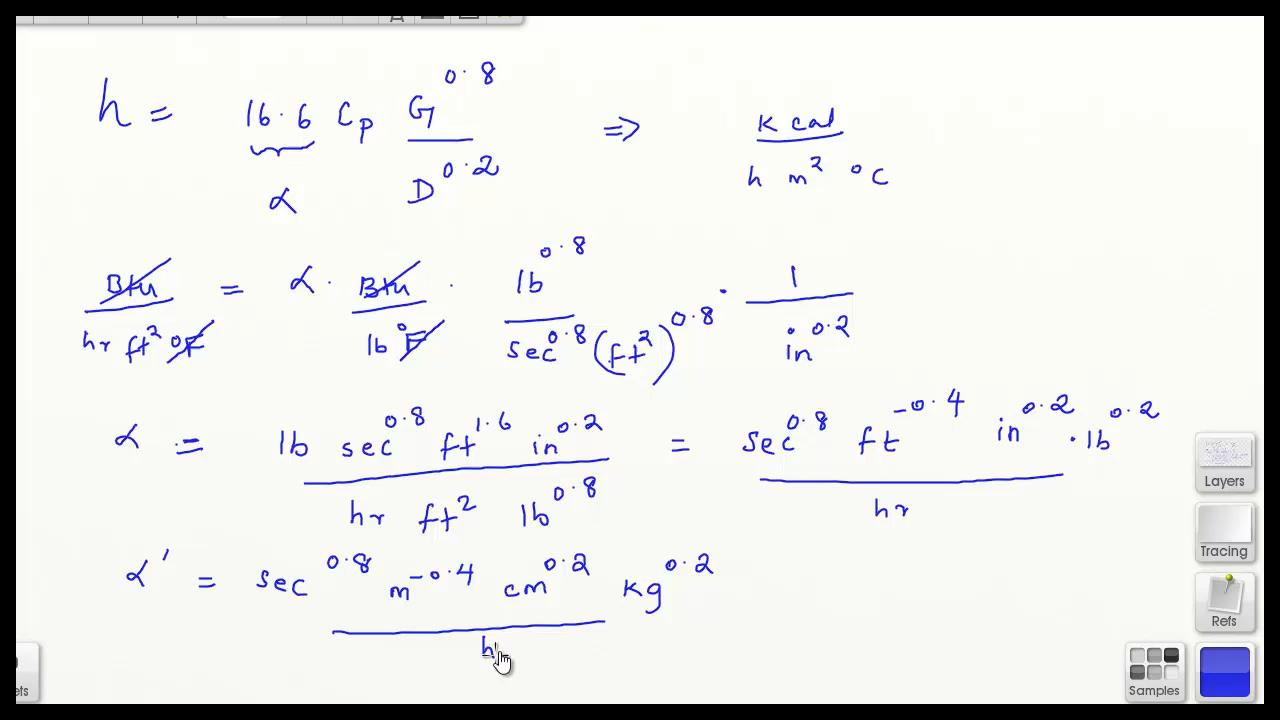 h = 16.6 Cp G^0.8 / D^0.2 ⇒ Kcal / h m² °C
α
Btu / hr ft² °F = α · Btu / lb °F · lb^0.8 / sec^0.8 (ft²)^0.8 · 1 / in^0.2
α = lb sec^0.8 ft^1.6 in^0.2 / hr ft² lb^0.8 = sec^0.8 ft^-0.4 in^0.2 · lb^0.2 / hr
α' = sec^0.8 m^-0.4 cm^0.2 kg^0.2 / h
Layers
Tracing
Refs
Samples